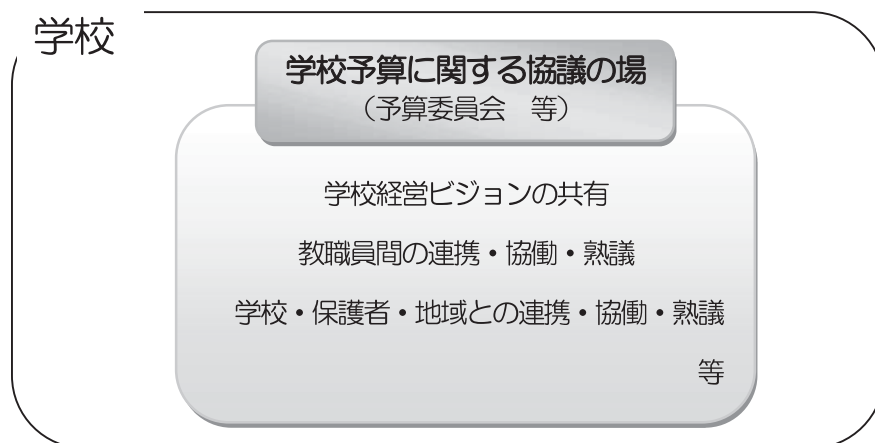 学校
学校予算に関する協議の場
（予算委員会　等）
学校経営ビジョンの共有
教職員間の連携・協働・熟議
学校・保護者・地域との連携・協働・熟議
等